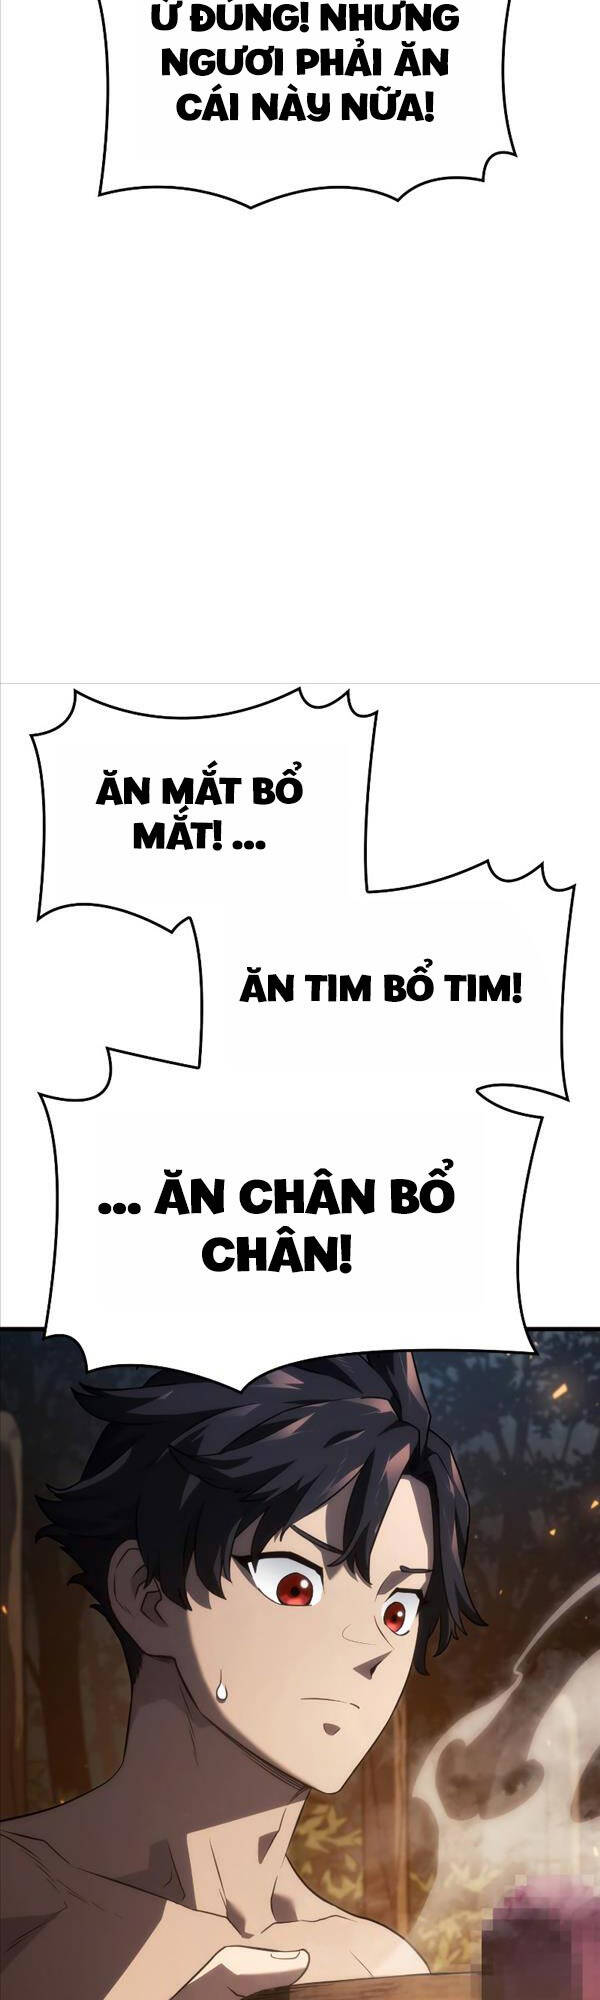 Ừ ĐÚNG! NHƯNG
NGƯƠI PHẢI ĂN
CÁI NÀY NỮA!
ĂN MẮT BỔ
MẮT! ...
ĂN TIM BỔ TIM!
... ĂN CHÂN BỔ
CHÂN!